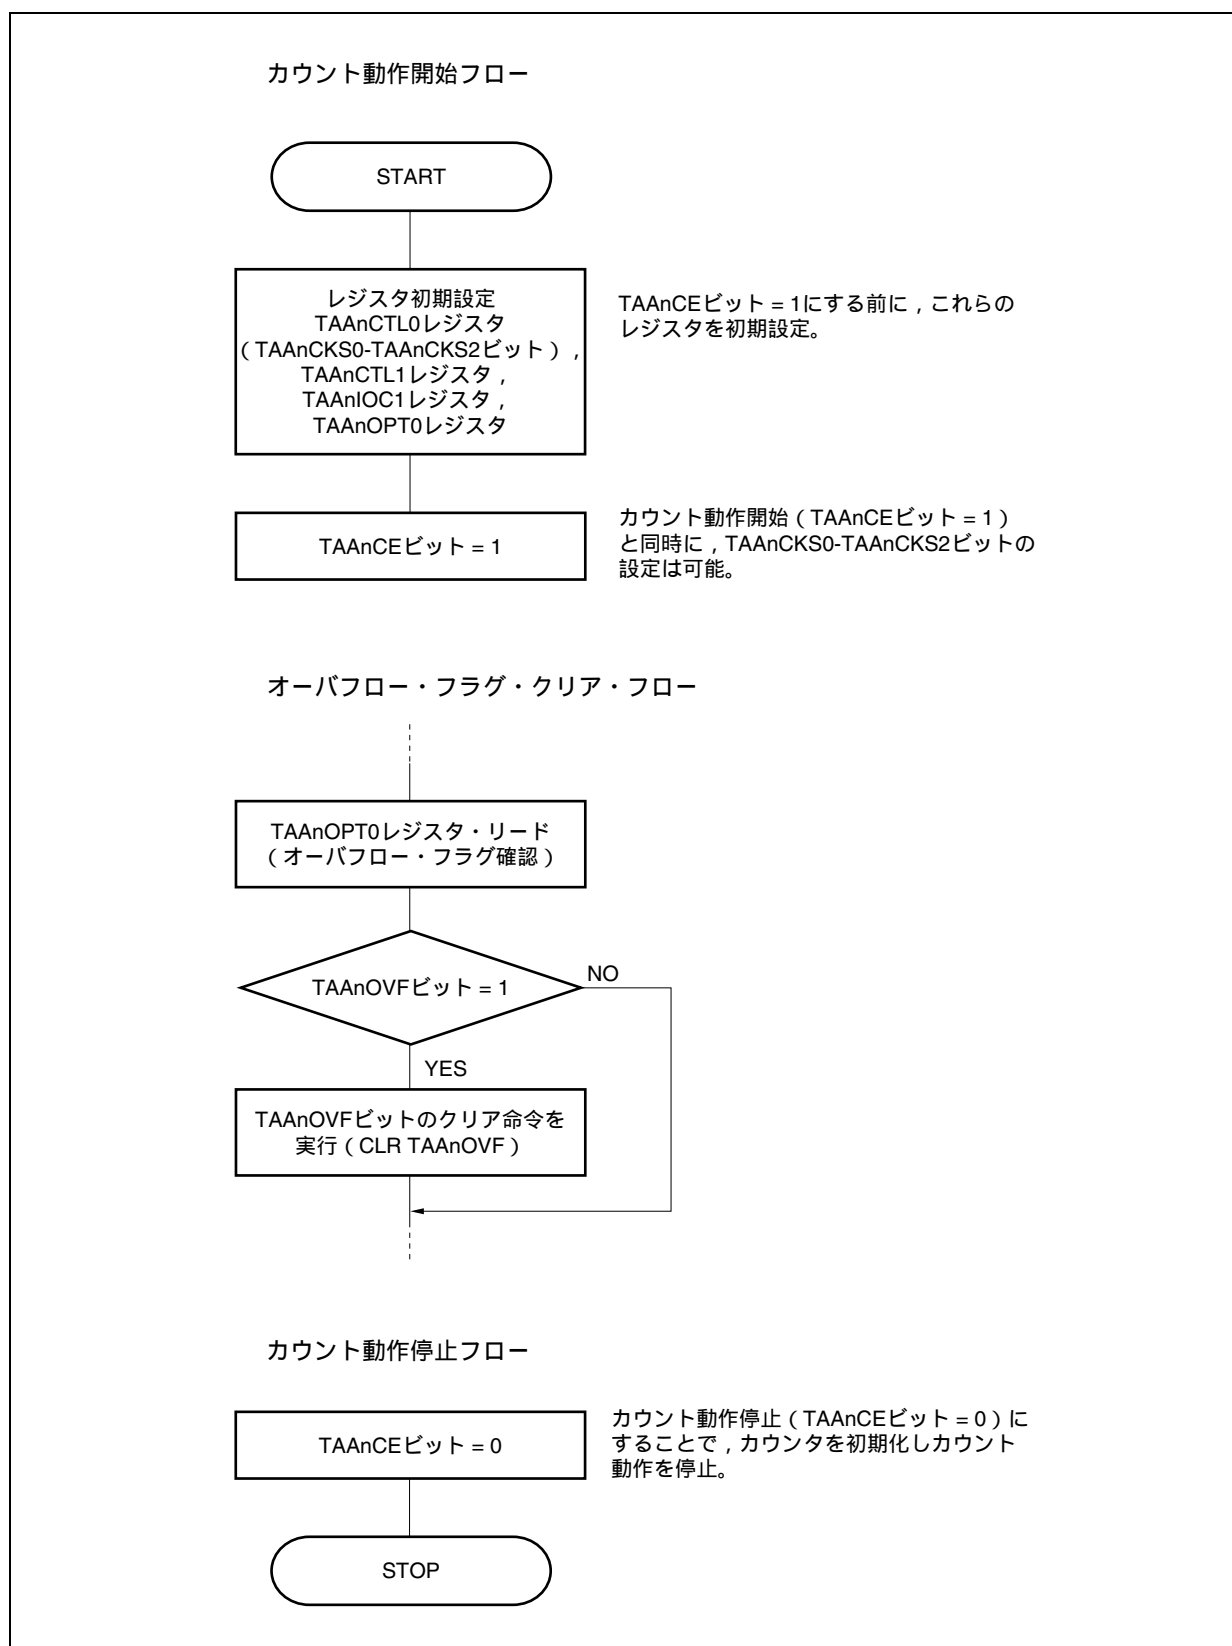 カウント動作開始フロー
START
レジスタ初期設定
TAAnCTL0レジスタ
（TAAnCKS0-TAAnCKS2ビット），
TAAnCTL1レジスタ，
TAAnIOC1レジスタ，
TAAnOPT0レジスタ
TAAnCEビット = 1にする前に，これらの
レジスタを初期設定。
TAAnCEビット = 1
カウント動作開始（TAAnCEビット = 1）
と同時に，TAAnCKS0-TAAnCKS2ビットの
設定は可能。
オーバフロー・フラグ・クリア・フロー
TAAnOPT0レジスタ・リード
（オーバフロー・フラグ確認）
TAAnOVFビット = 1
NO
YES
TAAnOVFビットのクリア命令を
実行（CLR TAAnOVF）
カウント動作停止フロー
TAAnCEビット = 0
カウント動作停止（TAAnCEビット = 0）に
することで，カウンタを初期化しカウント
動作を停止。
STOP